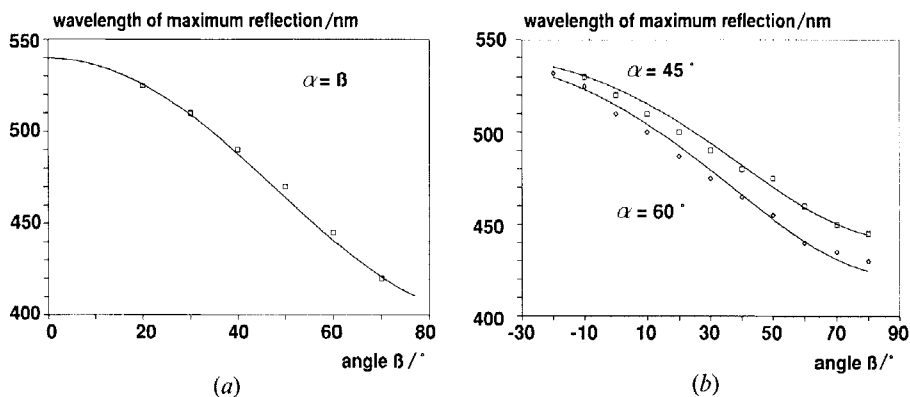 wavelength of maximum reflection/nm
550
α = ß
500
450
400
0
20
40
60
80
angle ß/°
(a)
wavelength of maximum reflection/nm
550
α = 45°
500
α = 60°
450
400
-30
-10
10
30
50
70
90
angle ß/°
(b)